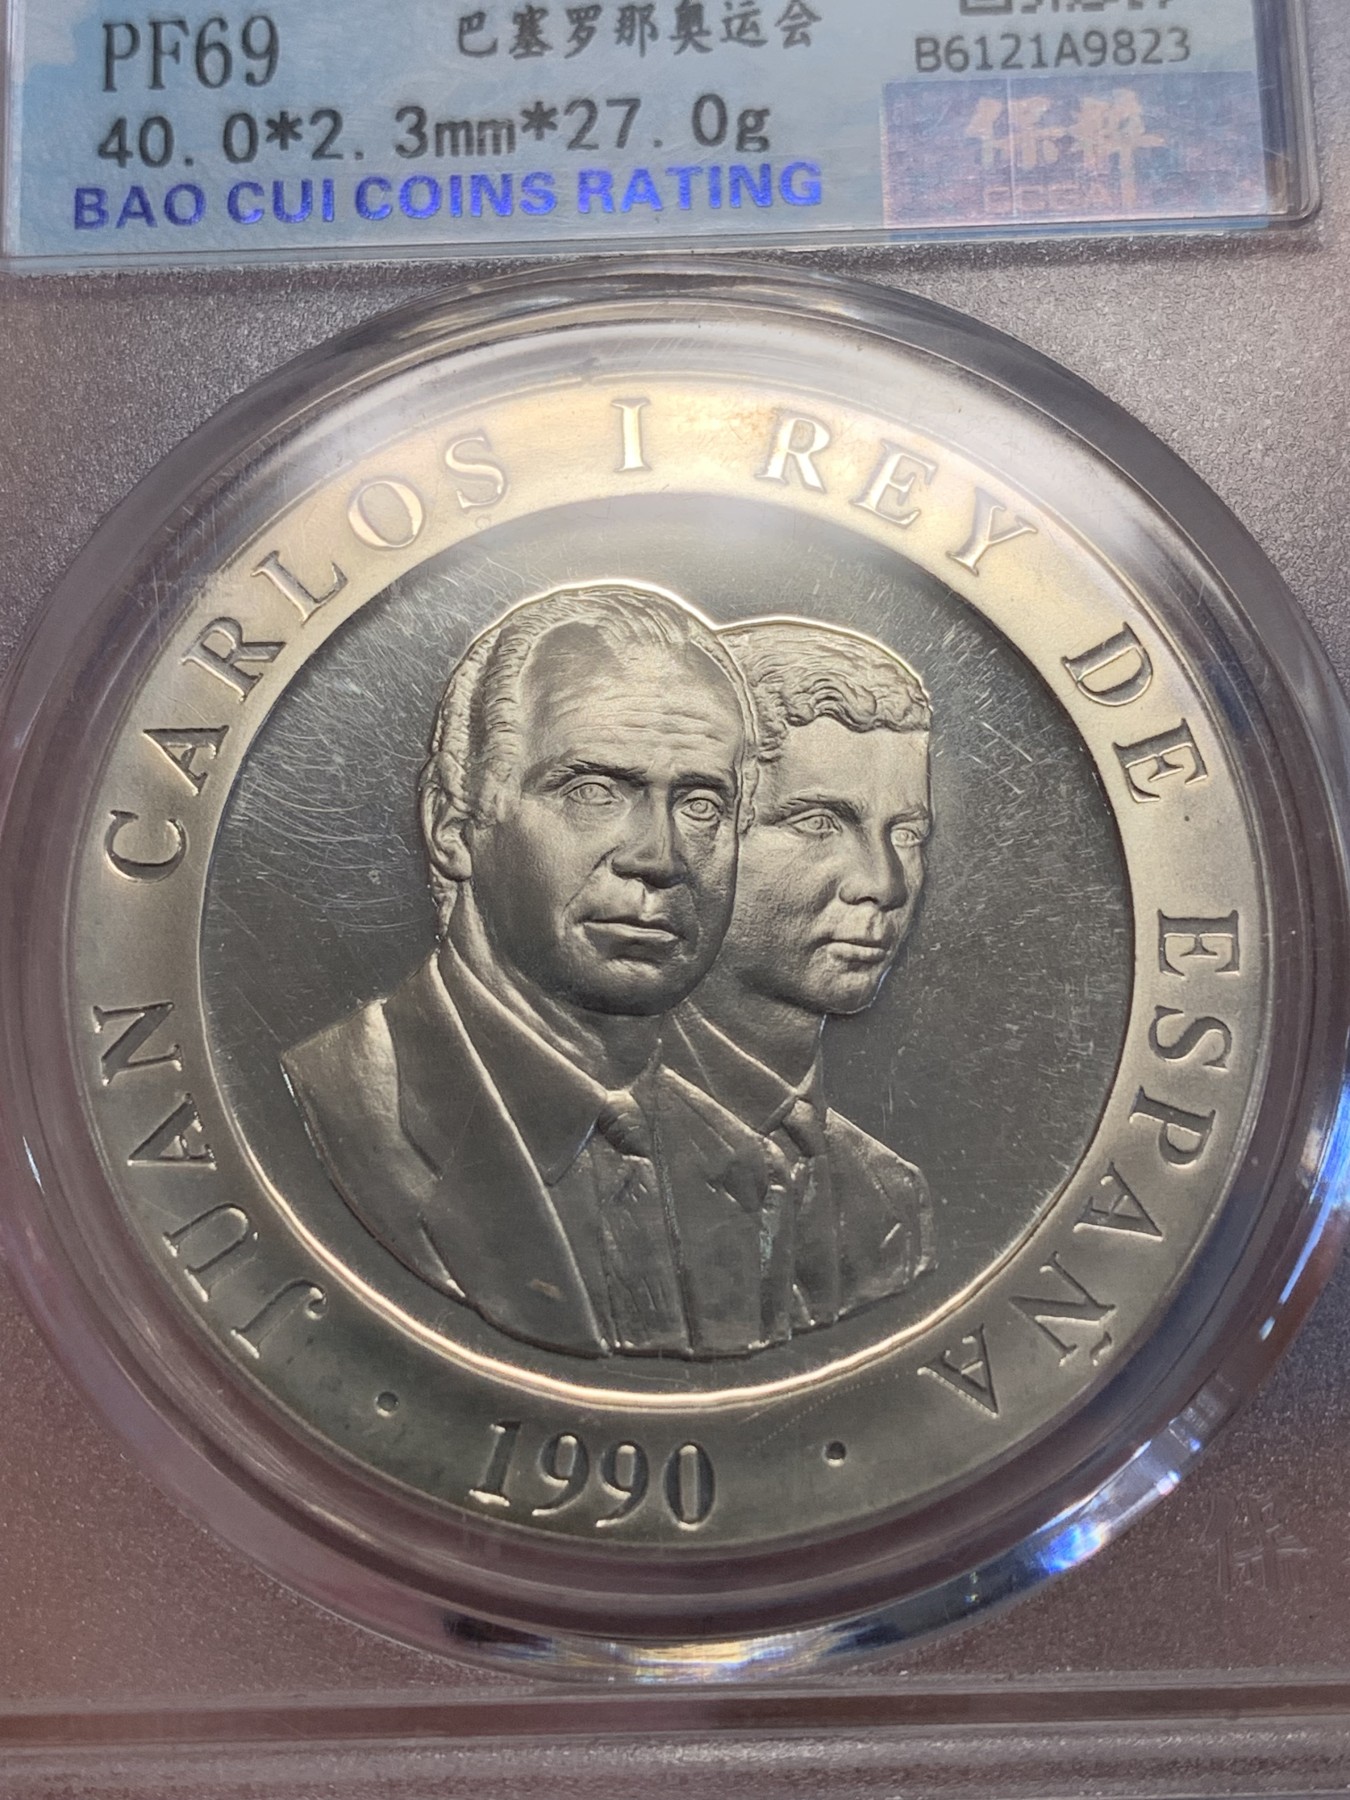 PF69
巴塞罗那奥运会
B6121A9823
40.0*2.3mm*27.0g
BAO CUI COINS RATING
保粹
JUAN CARLOS I REY DE ESPAÑA
• 1990 •